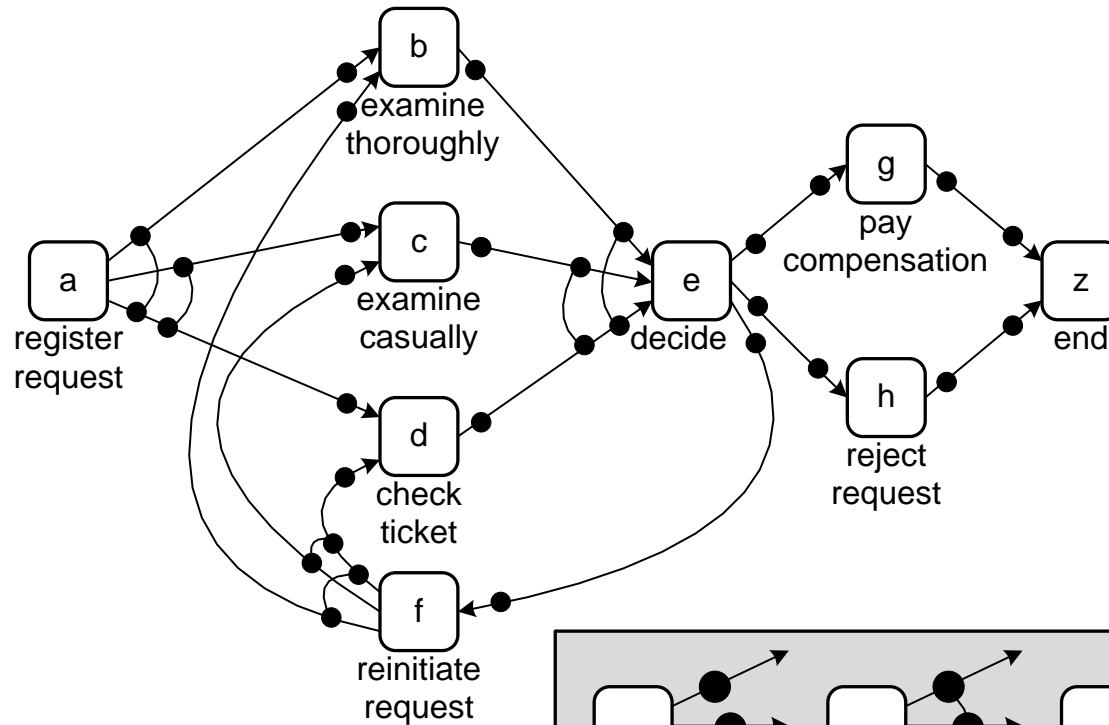 b
examine
thoroughly
g
pay
compensation
c
examine
casually
a
register
request
e
decide
z
end
d
check
ticket
h
reject
request
f
reinitiate
request